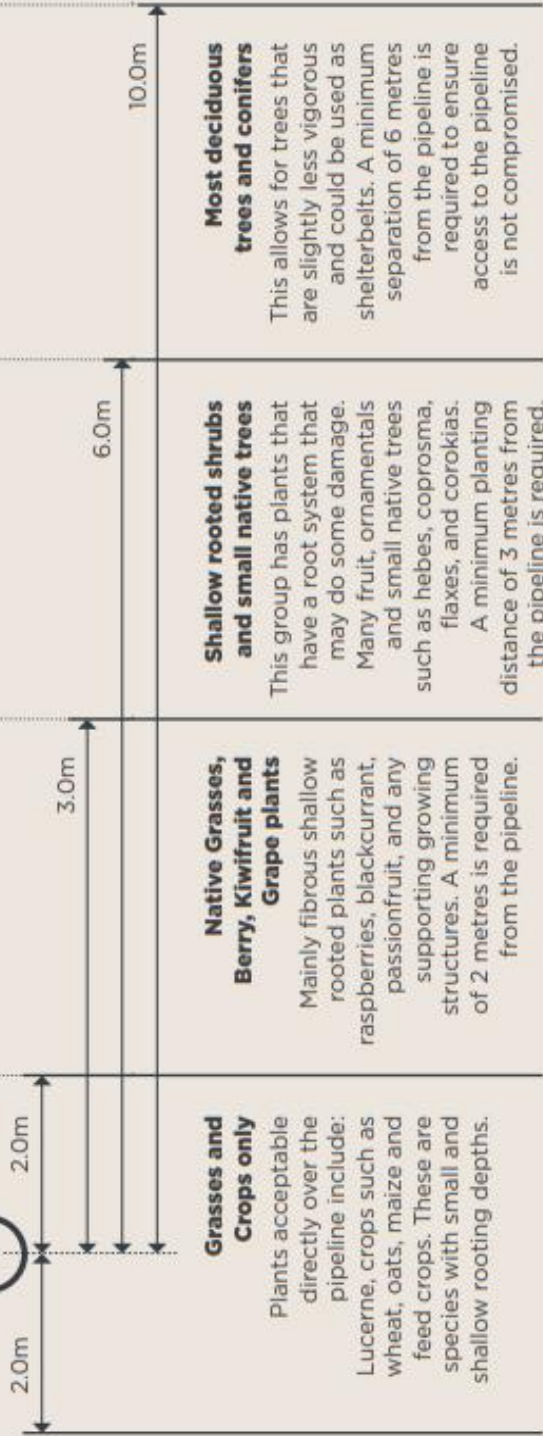 2.0m
2.0m
3.0m
6.0m
10.0m
Grasses and
Crops only
Plants acceptable
directly over the
pipeline include:
Lucerne, crops such as
wheat, oats, maize and
feed crops. These are
species with small and
shallow rooting depths.
Native Grasses,
Berry, Kiwifruit and
Grape plants
Mainly fibrous shallow
rooted plants such as
raspberries, blackcurrant,
passionfruit, and any
supporting growing
structures. A minimum
of 2 metres is required
from the pipeline.
Shallow rooted shrubs
and small native trees
This group has plants that
have a root system that
may do some damage.
Many fruit, ornamentals
and small native trees
such as hebes, coprosma,
flaxes, and corokias.
A minimum planting
distance of 3 metres from
the pipeline is required.
Most deciduous
trees and conifers
This allows for trees that
are slightly less vigorous
and could be used as
shelterbelts. A minimum
separation of 6 metres
from the pipeline is
required to ensure
access to the pipeline
is not compromised.